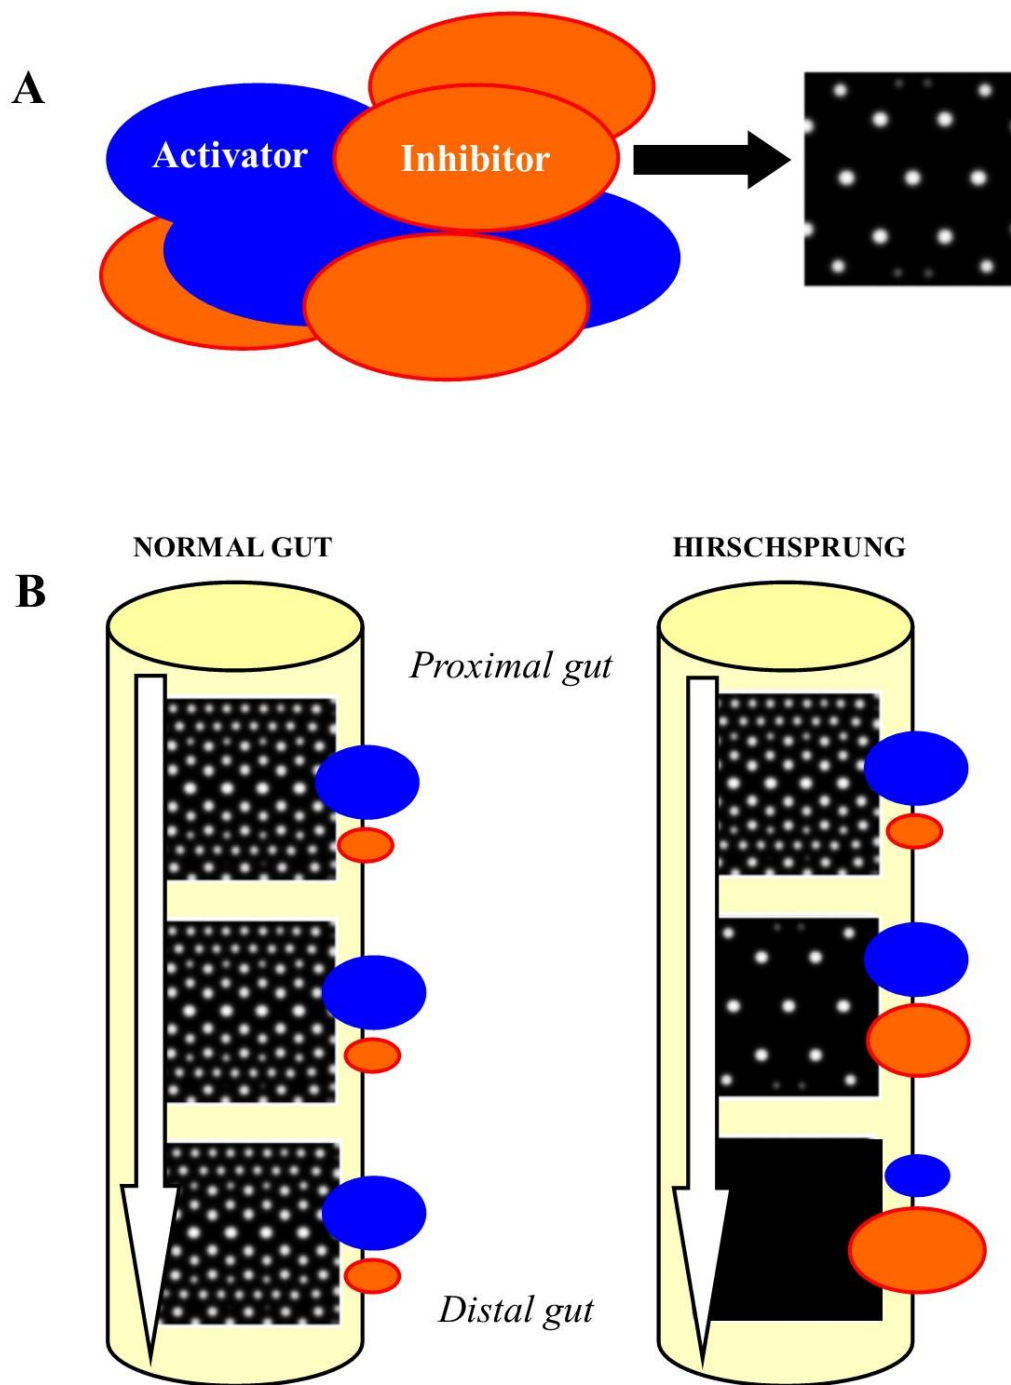 A
Activator
Inhibitor
NORMAL GUT
HIRSCHSPRUNG
B
Proximal gut
Distal gut